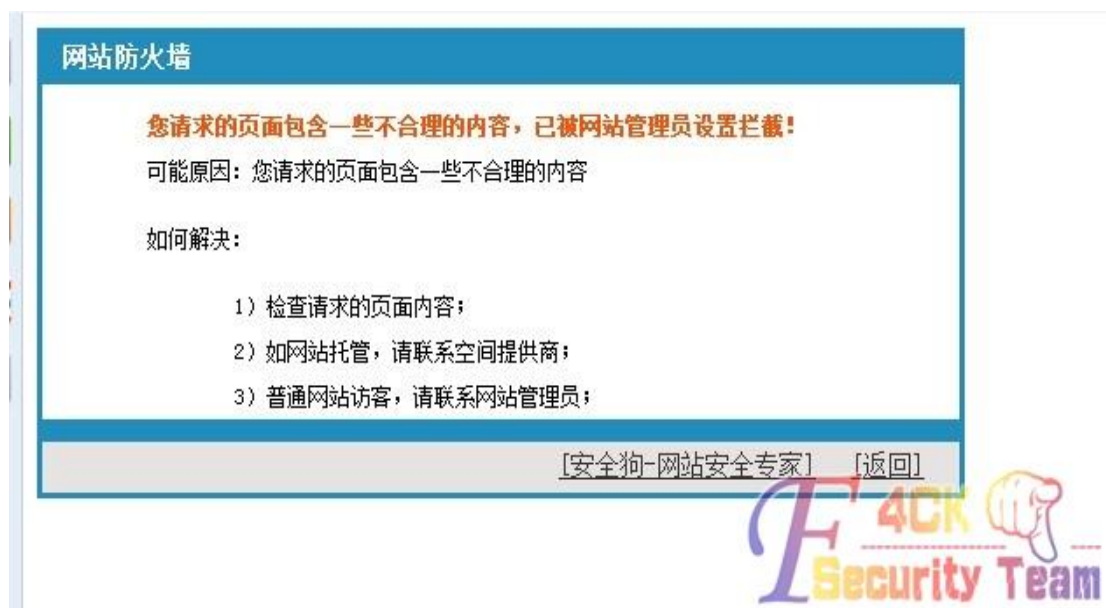 网站防火墙
您请求的页面包含一些不合理的内容，已被网站管理员设置拦截！
可能原因：您请求的页面包含一些不合理的内容
如何解决：
1）检查请求的页面内容；
2）如网站托管，请联系空间提供商；
3）普通网站访客，请联系网站管理员；
[安全狗-网站安全专家] [返回]
F4CK
Security Team